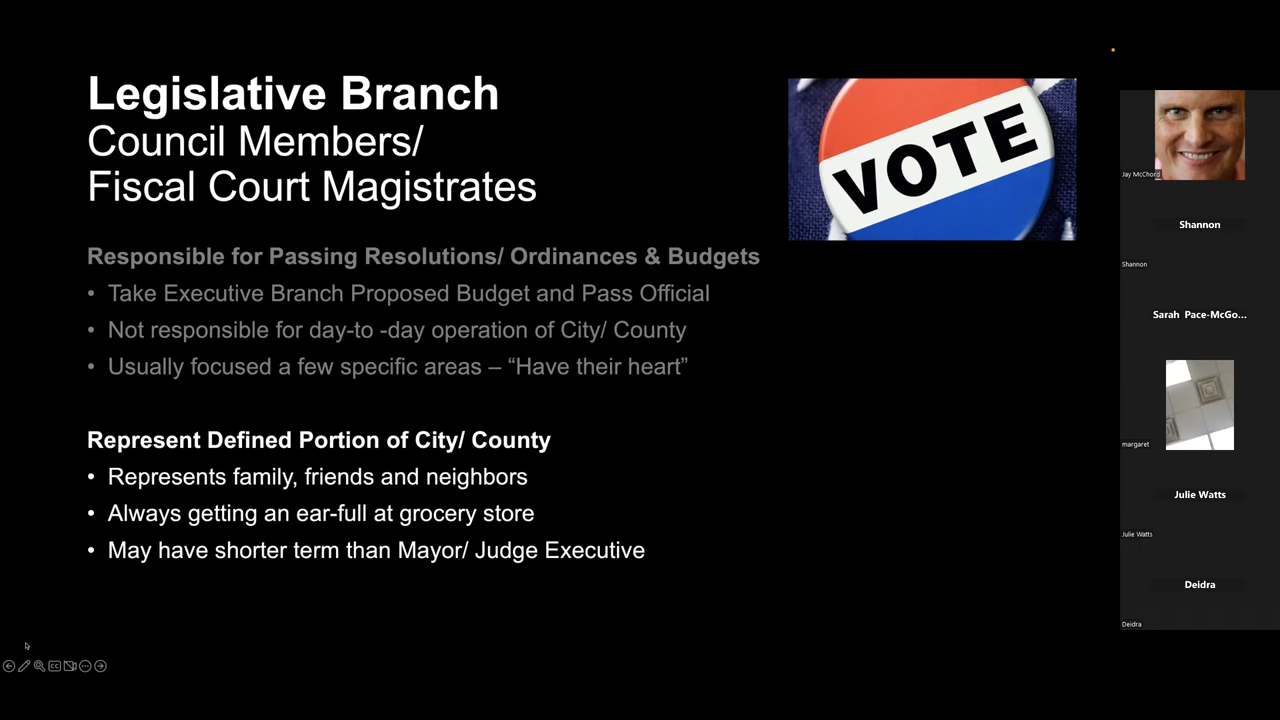 Legislative Branch
Council Members/
Fiscal Court Magistrates
VOTE
Responsible for Passing Resolutions/ Ordinances & Budgets
• Take Executive Branch Proposed Budget and Pass Official
• Not responsible for day-to -day operation of City/ County
• Usually focused a few specific areas – “Have their heart”
Represent Defined Portion of City/ County
• Represents family, friends and neighbors
• Always getting an ear-full at grocery store
• May have shorter term than Mayor/ Judge Executive
Jay McChord
Shannon
Shannon
Sarah Pace-McGo...
margaret
Julie Watts
Julie Watts
Deidra
Deidra
CC